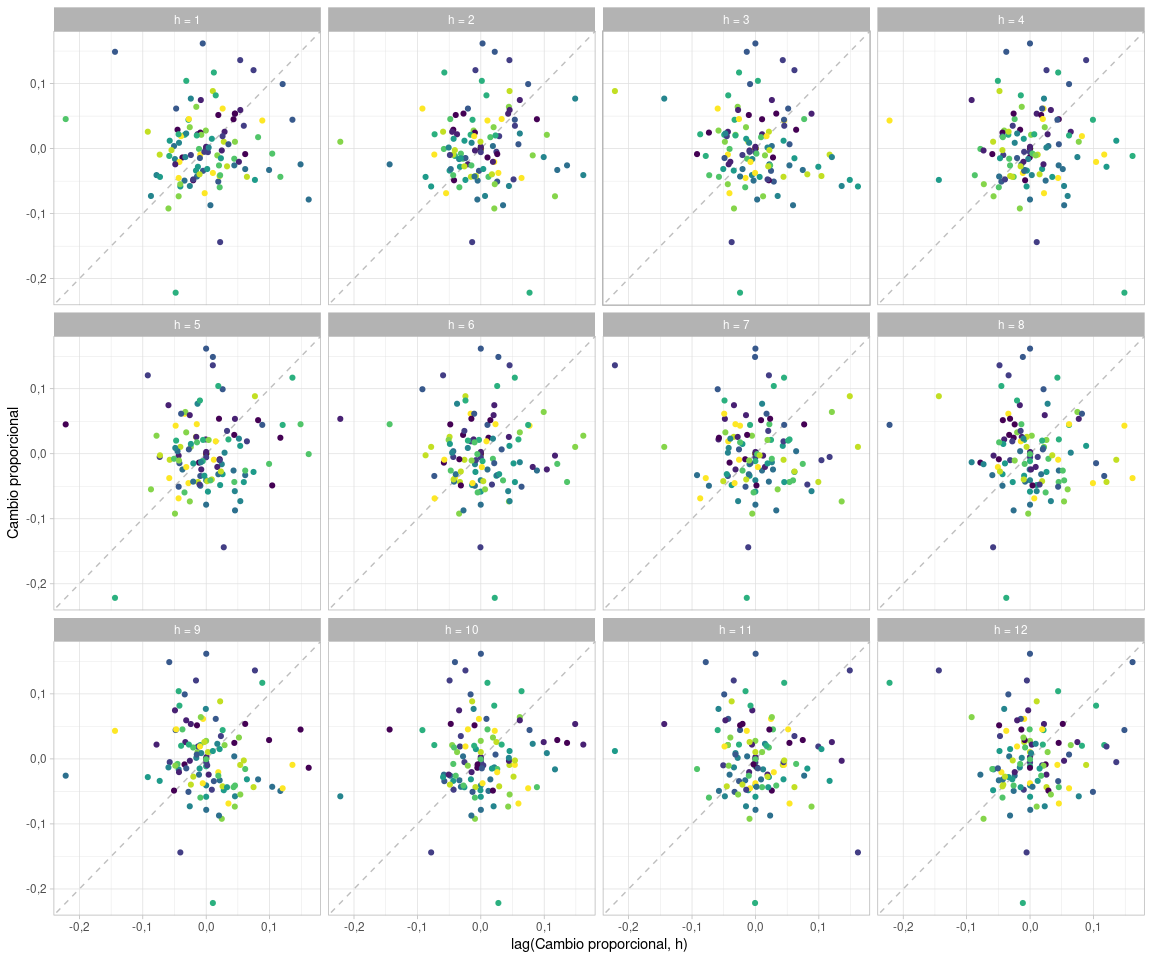 h = 1
h = 2
h = 3
h = 4
0,1
0,0
-0,1
-0,2
h = 5
h = 6
h = 7
h = 8
0,1
0,0
-0,1
-0,2
Cambio proporcional
h = 9
h = 10
h = 11
h = 12
0,1
0,0
-0,1
-0,2
-0,2 -0,1 0,0 0,1 -0,2 -0,1 0,0 0,1 -0,2 -0,1 0,0 0,1 -0,2 -0,1 0,0 0,1
lag(Cambio proporcional, h)